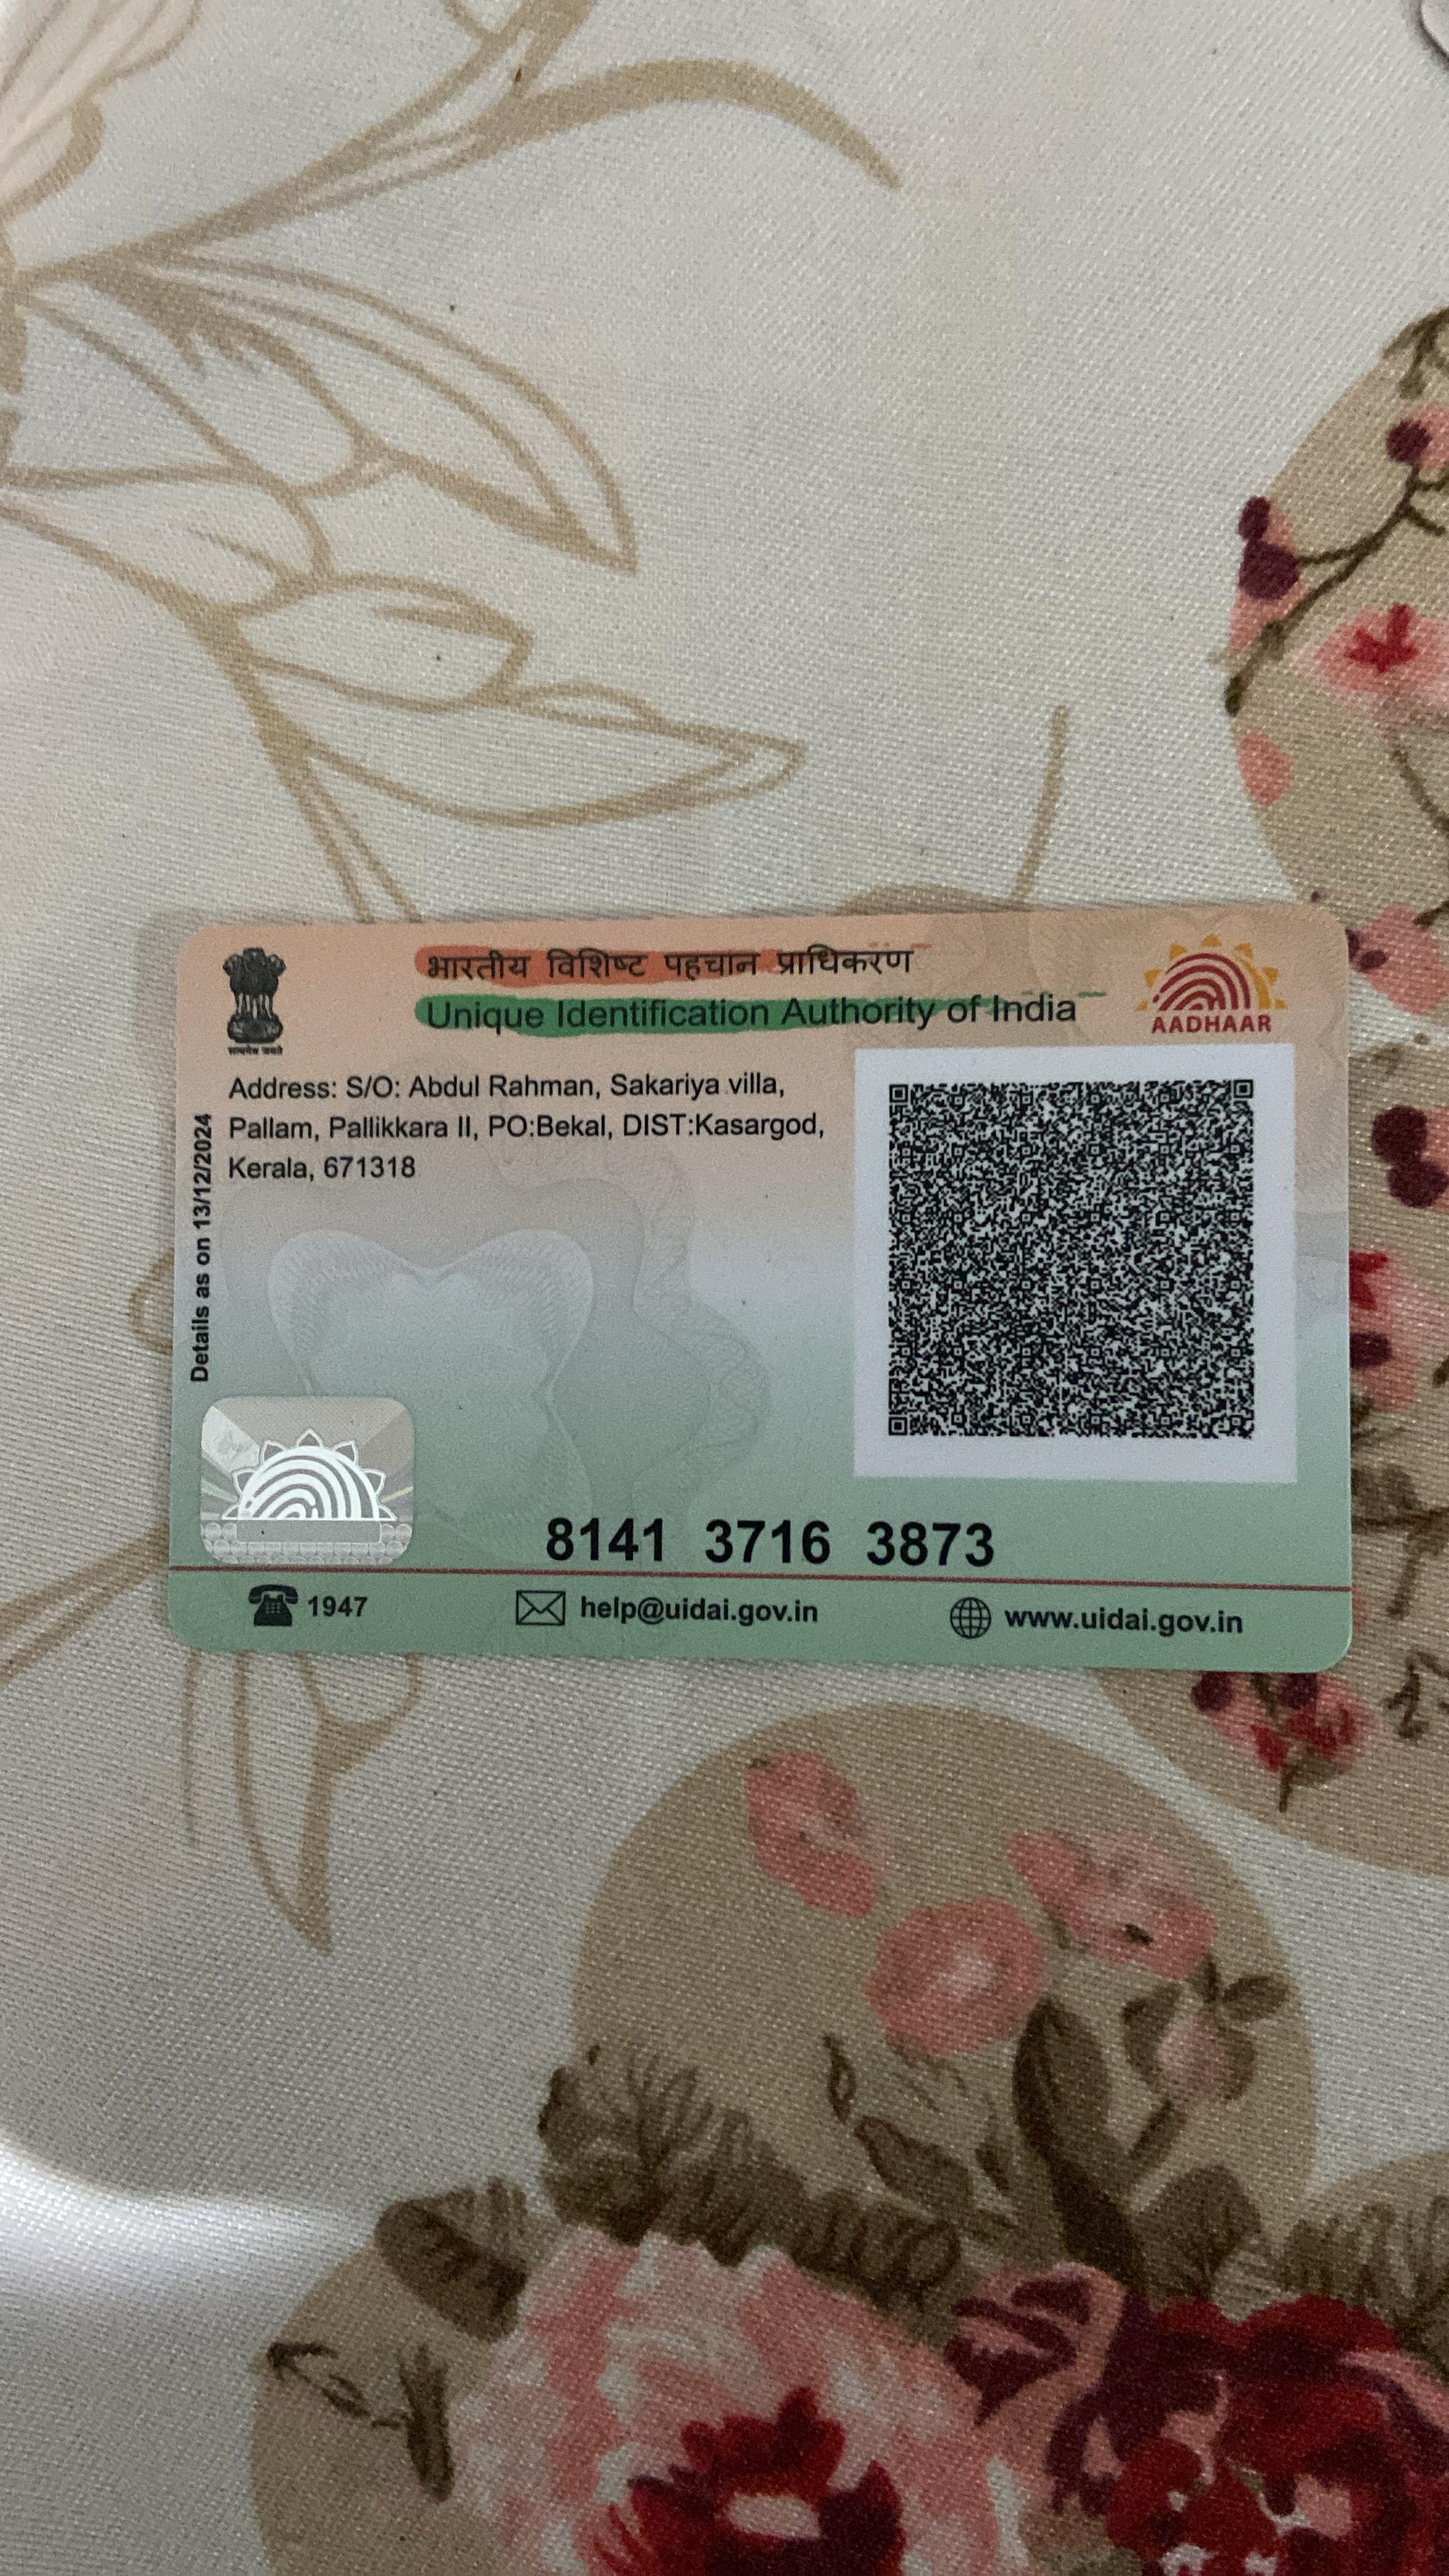 भारतीय विशिष्ट पहचान प्राधिकरण
Unique Identification Authority of India
सत्यमेव जयते
AADHAAR
Address: S/O: Abdul Rahman, Sakariya villa,
Pallam, Pallikkara II, PO:Bekal, DIST:Kasargod,
Kerala, 671318
Details as on 13/12/2024
8141 3716 3873
1947
help@uidai.gov.in
www.uidai.gov.in